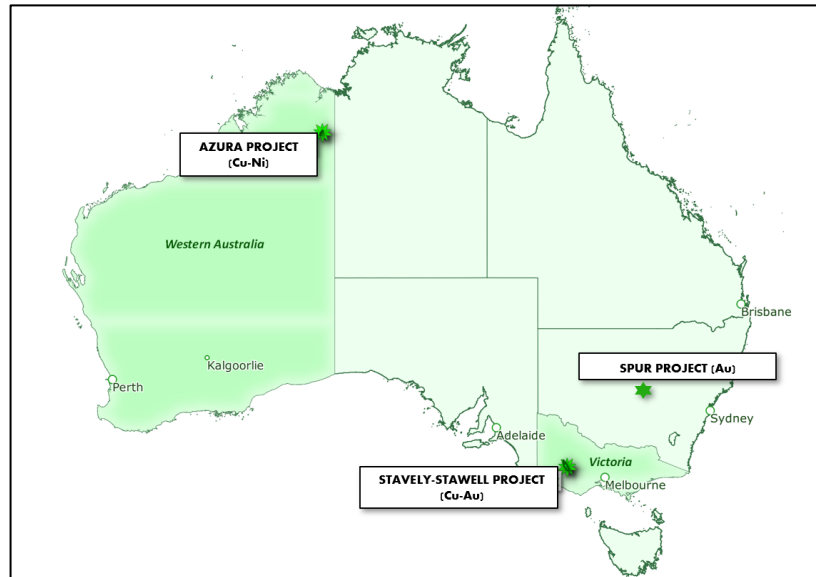 AZURA PROJECT
(Cu-Ni)
Western Australia
Brisbane
Kalgoorlie
SPUR PROJECT (Au)
Perth
Sydney
Adelaide
Victoria
STAVELY-STAWELL PROJECT
(Cu-Au)
Melbourne